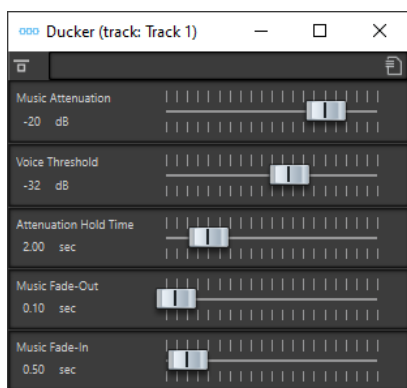 Ducker (track: Track 1)
Music Attenuation
-20 dB
Voice Threshold
-32 dB
Attenuation Hold Time
2.00 sec
Music Fade-Out
0.10 sec
Music Fade-In
0.50 sec